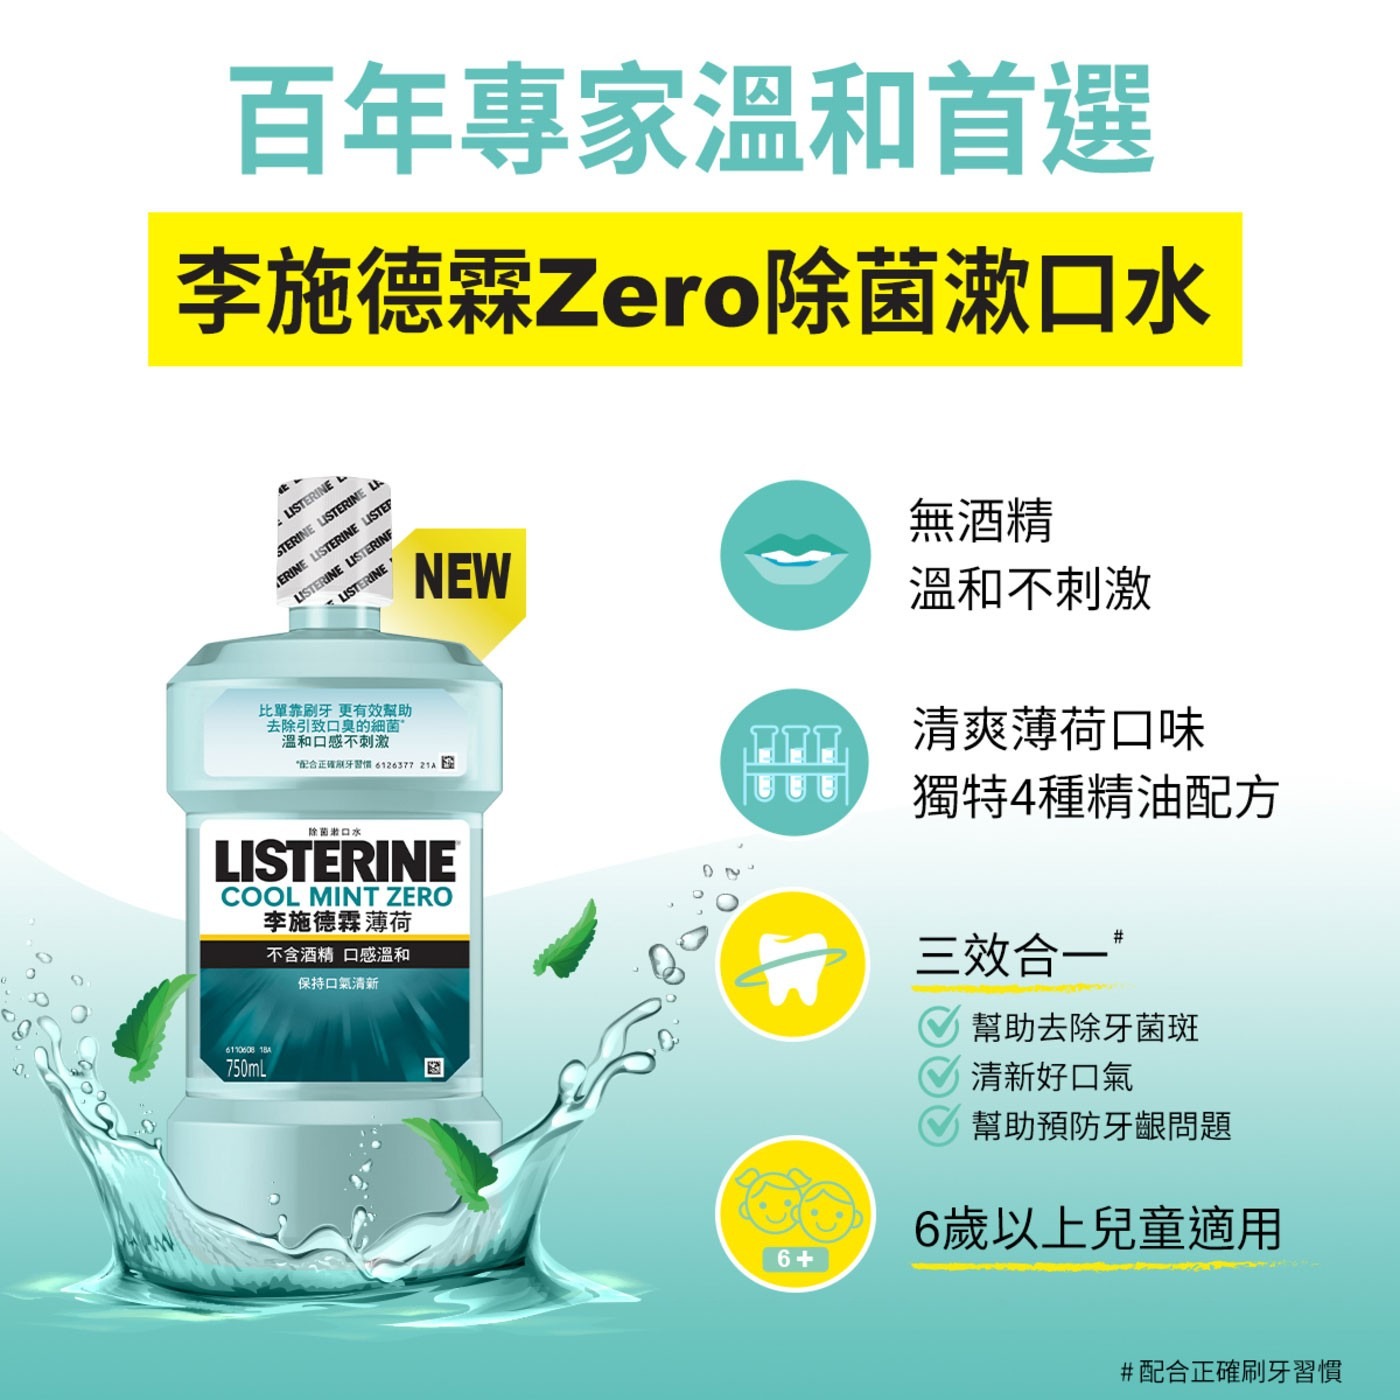 百年專家溫和首選
李施德霖Zero除菌漱口水
LISTERINE LISTERINE LISTERINE
NEW
比單靠刷牙 更有效幫助
去除引致口臭的細菌*
溫和口感不刺激
*配合正確刷牙習慣 6126377 21A
除菌漱口水
LISTERINE
COOL MINT ZERO
李施德霖薄荷
不含酒精 口感溫和
保持口氣清新
6110608 18A
750mL
無酒精
溫和不刺激
清爽薄荷口味
獨特4種精油配方
三效合一#
幫助去除牙菌斑
清新好口氣
幫助預防牙齦問題
6+
6歲以上兒童適用
#配合正確刷牙習慣